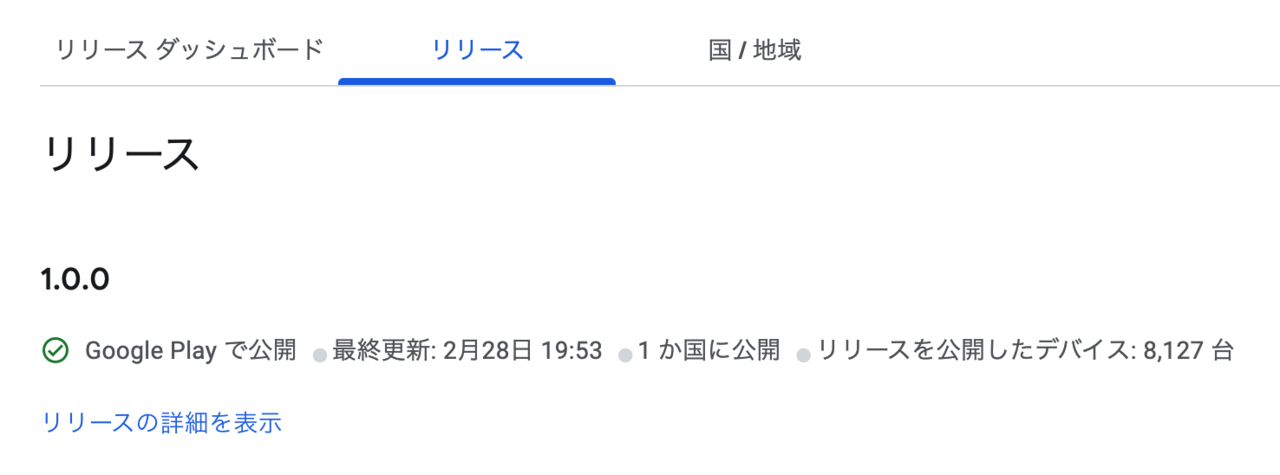 リリース ダッシュボード リリース 国 / 地域
リリース
1.0.0
Google Play で公開 ●最終更新: 2月28日 19:53 ●1 か国に公開 ●リリースを公開したデバイス: 8,127 台
リリースの詳細を表示